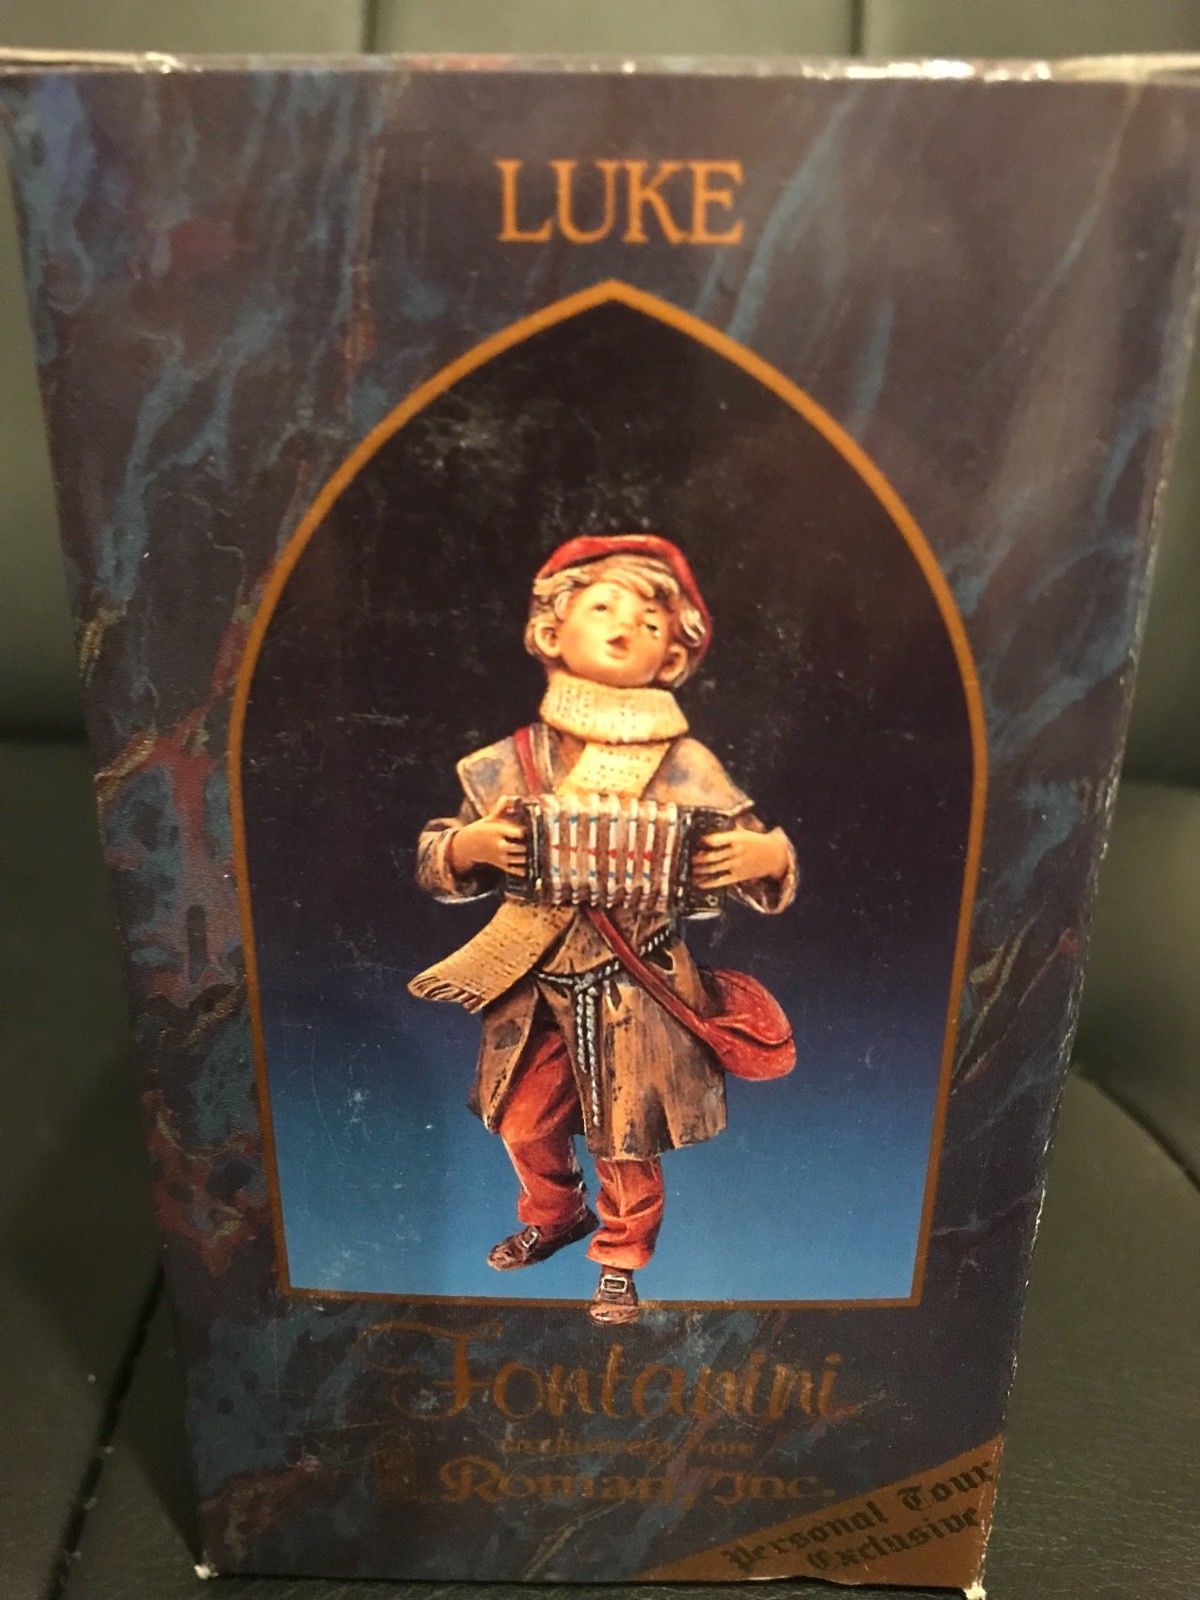 LUKE
Fontanini
exclusively from
Roman, Inc.
Personal Tour
Exclusive